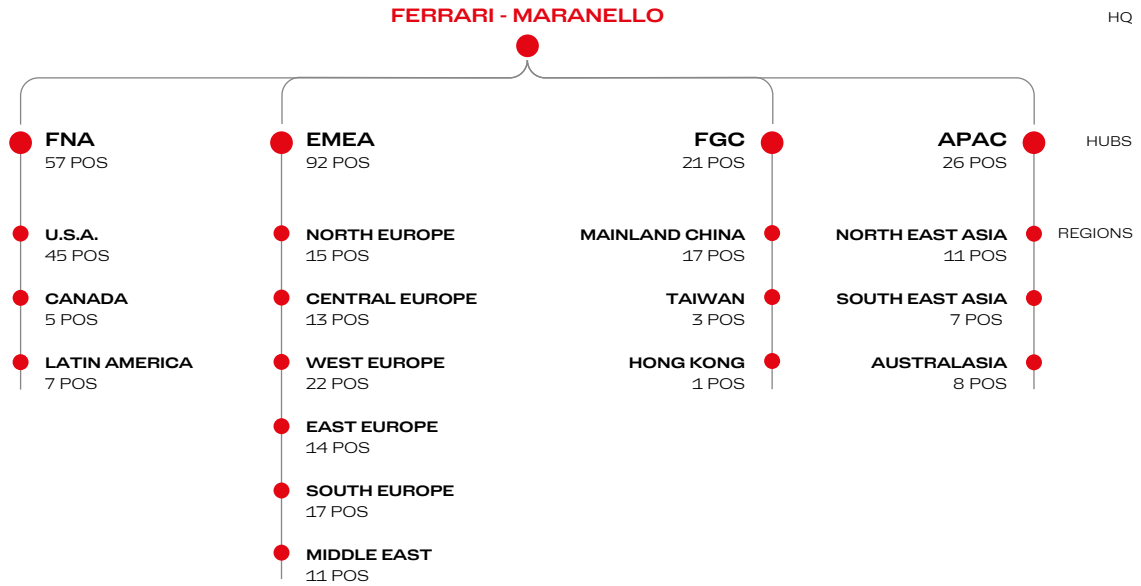 FERRARI - MARANELLO
HQ
FNA
57 POS
EMEA
92 POS
FGC
21 POS
APAC
26 POS
HUBS
U.S.A.
45 POS
CANADA
5 POS
LATIN AMERICA
7 POS
NORTH EUROPE
15 POS
CENTRAL EUROPE
13 POS
WEST EUROPE
22 POS
EAST EUROPE
14 POS
SOUTH EUROPE
17 POS
MIDDLE EAST
11 POS
MAINLAND CHINA
17 POS
TAIWAN
3 POS
HONG KONG
1 POS
NORTH EAST ASIA
11 POS
SOUTH EAST ASIA
7 POS
AUSTRALASIA
8 POS
REGIONS